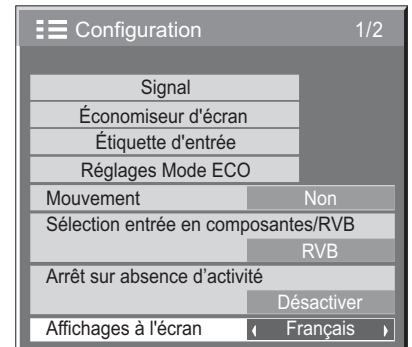 Configuration 1/2
Signal
Économiseur d'écran
Étiquette d'entrée
Réglages Mode ECO
Mouvement Non
Sélection entrée en composantes/RVB
RVB
Arrêt sur absence d’activité
Désactiver
Affichages à l'écran Français